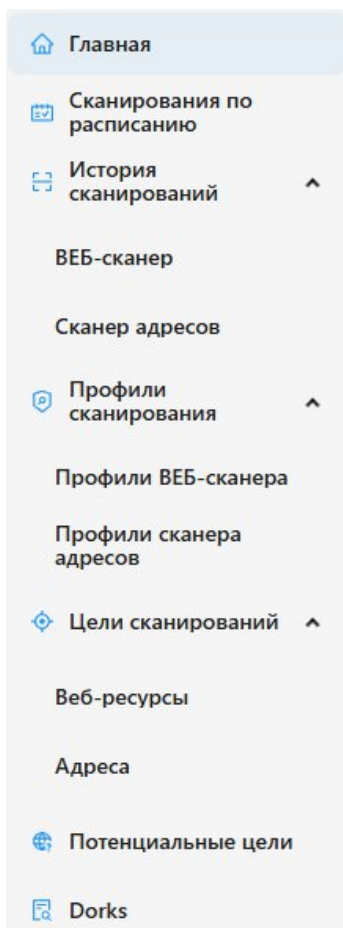 Главная
Сканирования по
расписанию
История
сканирований
ВЕБ-сканер
Сканер адресов
Профили
сканирования
Профили ВЕБ-сканера
Профили сканера
адресов
Цели сканирований
Веб-ресурсы
Адреса
Потенциальные цели
Dorks